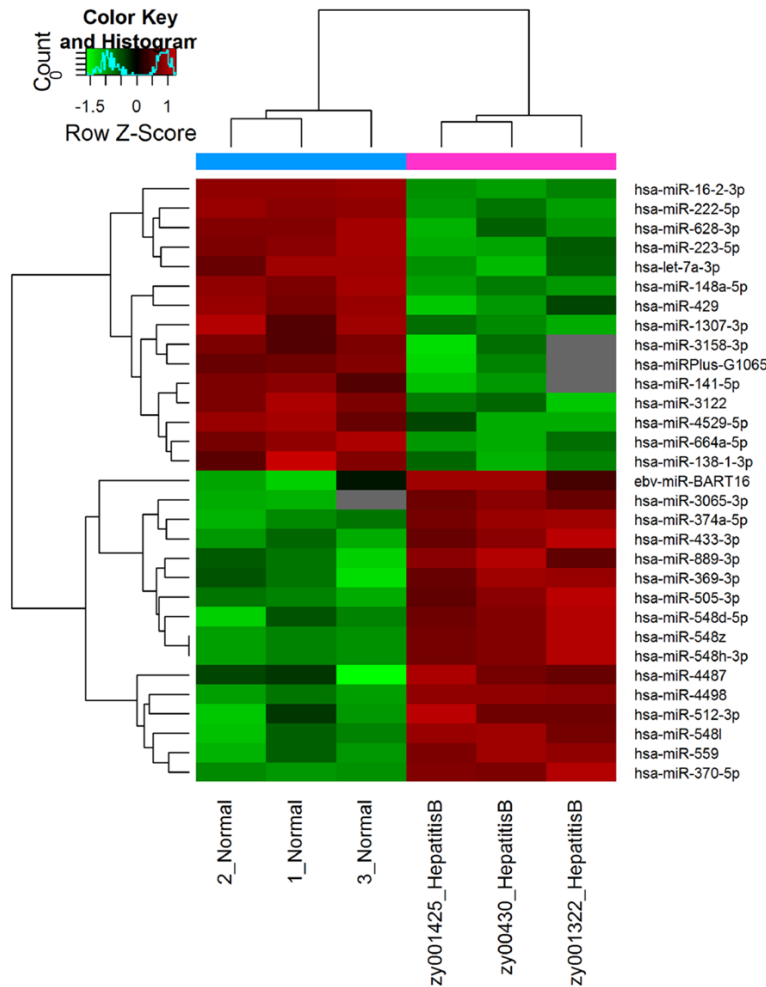 Color Key
and Histogram
Count
0
-1.5 0 1
Row Z-Score
hsa-miR-16-2-3p
hsa-miR-222-5p
hsa-miR-628-3p
hsa-miR-223-5p
hsa-let-7a-3p
hsa-miR-148a-5p
hsa-miR-429
hsa-miR-1307-3p
hsa-miR-3158-3p
hsa-miRPlus-G1065
hsa-miR-141-5p
hsa-miR-3122
hsa-miR-4529-5p
hsa-miR-664a-5p
hsa-miR-138-1-3p
ebv-miR-BART16
hsa-miR-3065-3p
hsa-miR-374a-5p
hsa-miR-433-3p
hsa-miR-889-3p
hsa-miR-369-3p
hsa-miR-505-3p
hsa-miR-548d-5p
hsa-miR-548z
hsa-miR-548h-3p
hsa-miR-4487
hsa-miR-4498
hsa-miR-512-3p
hsa-miR-548l
hsa-miR-559
hsa-miR-370-5p
2_Normal
1_Normal
3_Normal
zy001425_HepatitisB
zy00430_HepatitisB
zy001322_HepatitisB